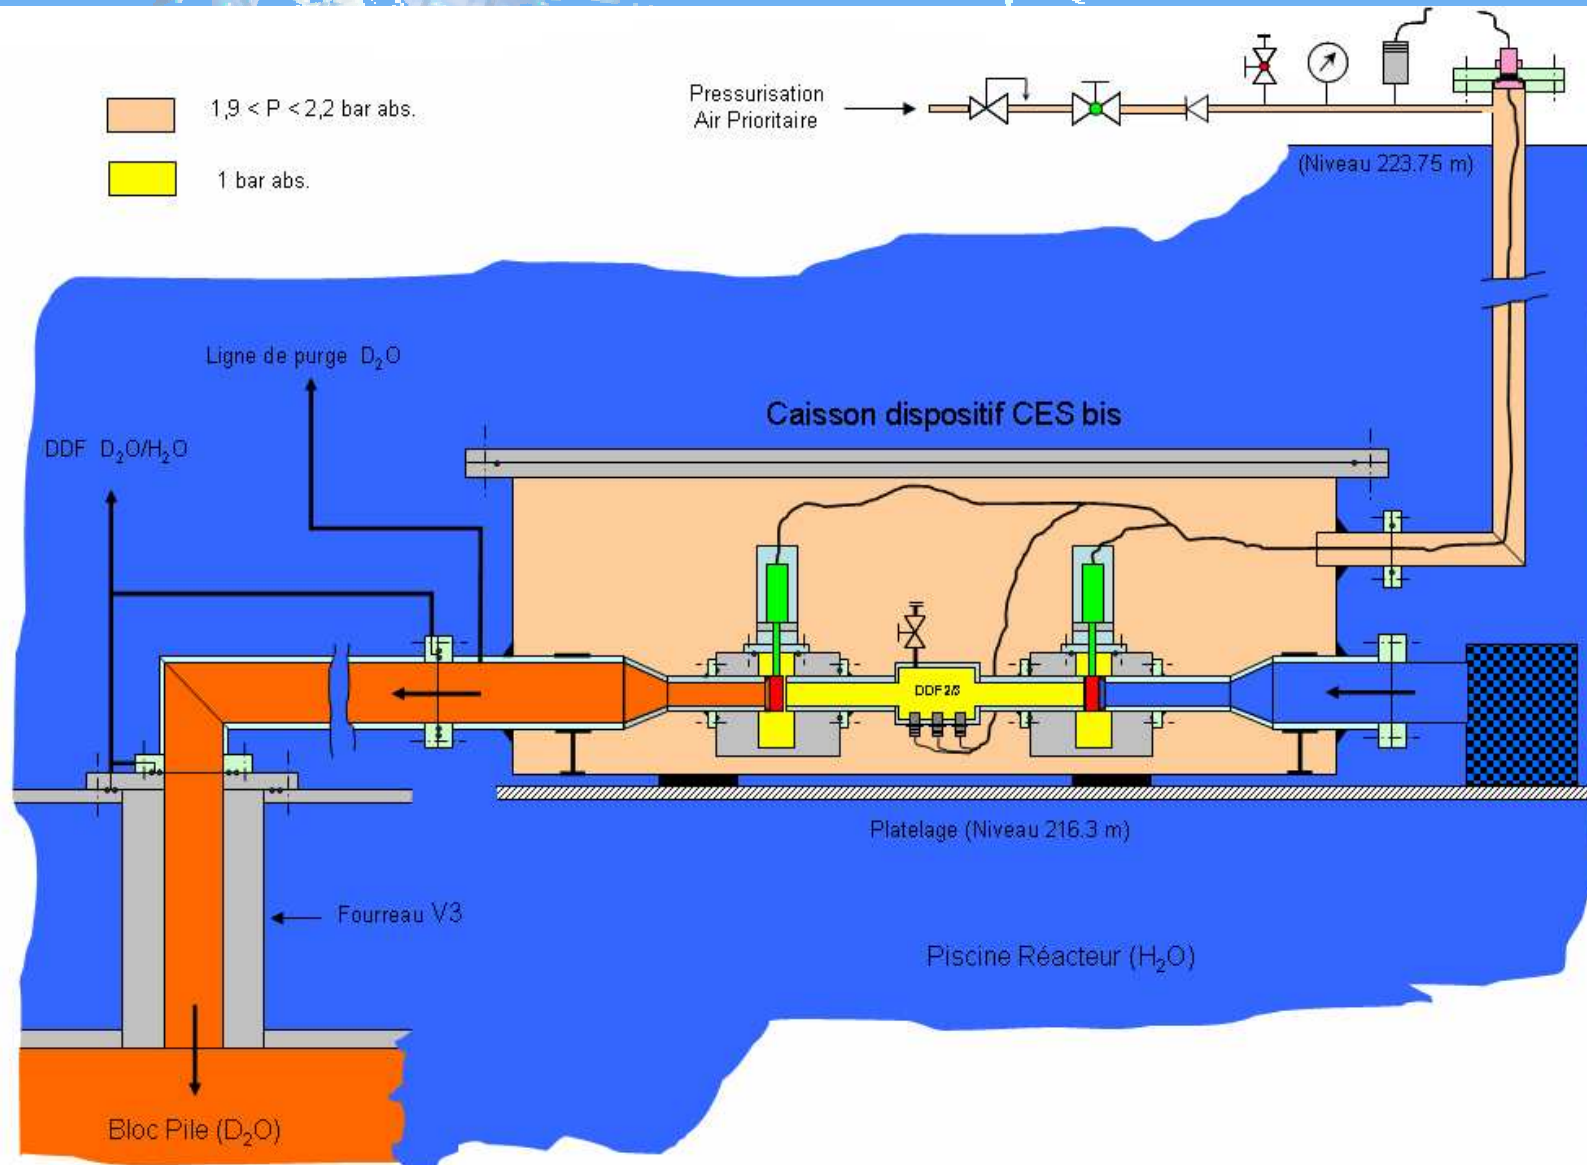 1,9 < P < 2,2 bar abs.
1 bar abs.
Pressurisation
Air Prioritaire
(Niveau 223.75 m)
Ligne de purge D₂O
DDF D₂O/H₂O
Caisson dispositif CES bis
DDF 2/3
Platelage (Niveau 216.3 m)
Fourreau V3
Piscine Réacteur (H₂O)
Bloc Pile (D₂O)